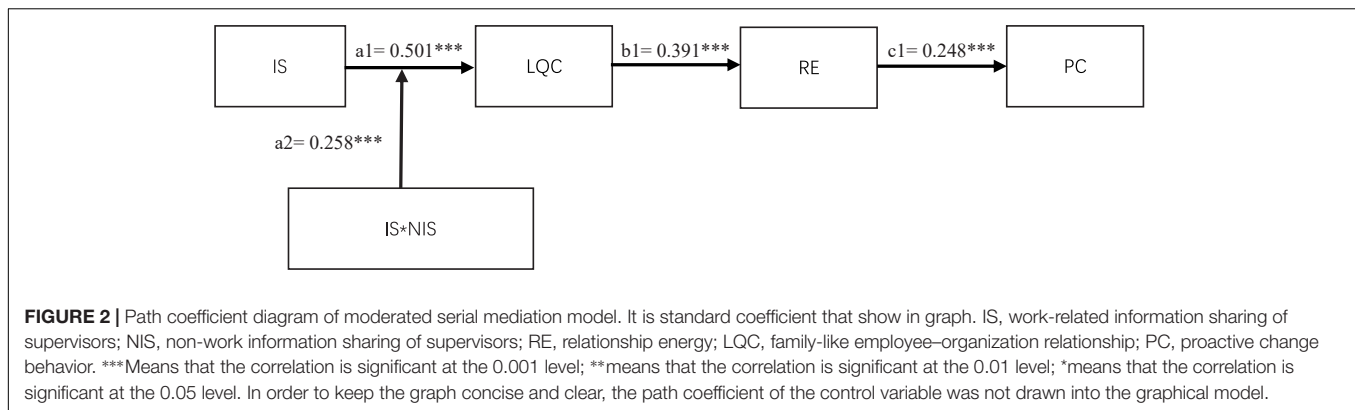 a1= 0.501***
b1= 0.391***
c1= 0.248***
IS
LQC
RE
PC
a2= 0.258***
IS*NIS
FIGURE 2 | Path coefficient diagram of moderated serial mediation model. It is standard coefficient that show in graph. IS, work-related information sharing of
supervisors; NIS, non-work information sharing of supervisors; RE, relationship energy; LQC, family-like employee–organization relationship; PC, proactive change
behavior. ***Means that the correlation is significant at the 0.001 level; **means that the correlation is significant at the 0.01 level; *means that the correlation is
significant at the 0.05 level. In order to keep the graph concise and clear, the path coefficient of the control variable was not drawn into the graphical model.